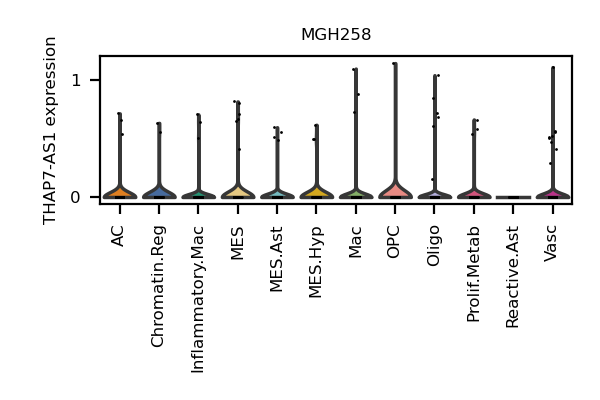 MGH258
THAP7-AS1 expression
1
0
AC
Chromatin.Reg
Inflammatory.Mac
MES
MES.Ast
MES.Hyp
Mac
OPC
Oligo
Prolif.Metab
Reactive.Ast
Vasc